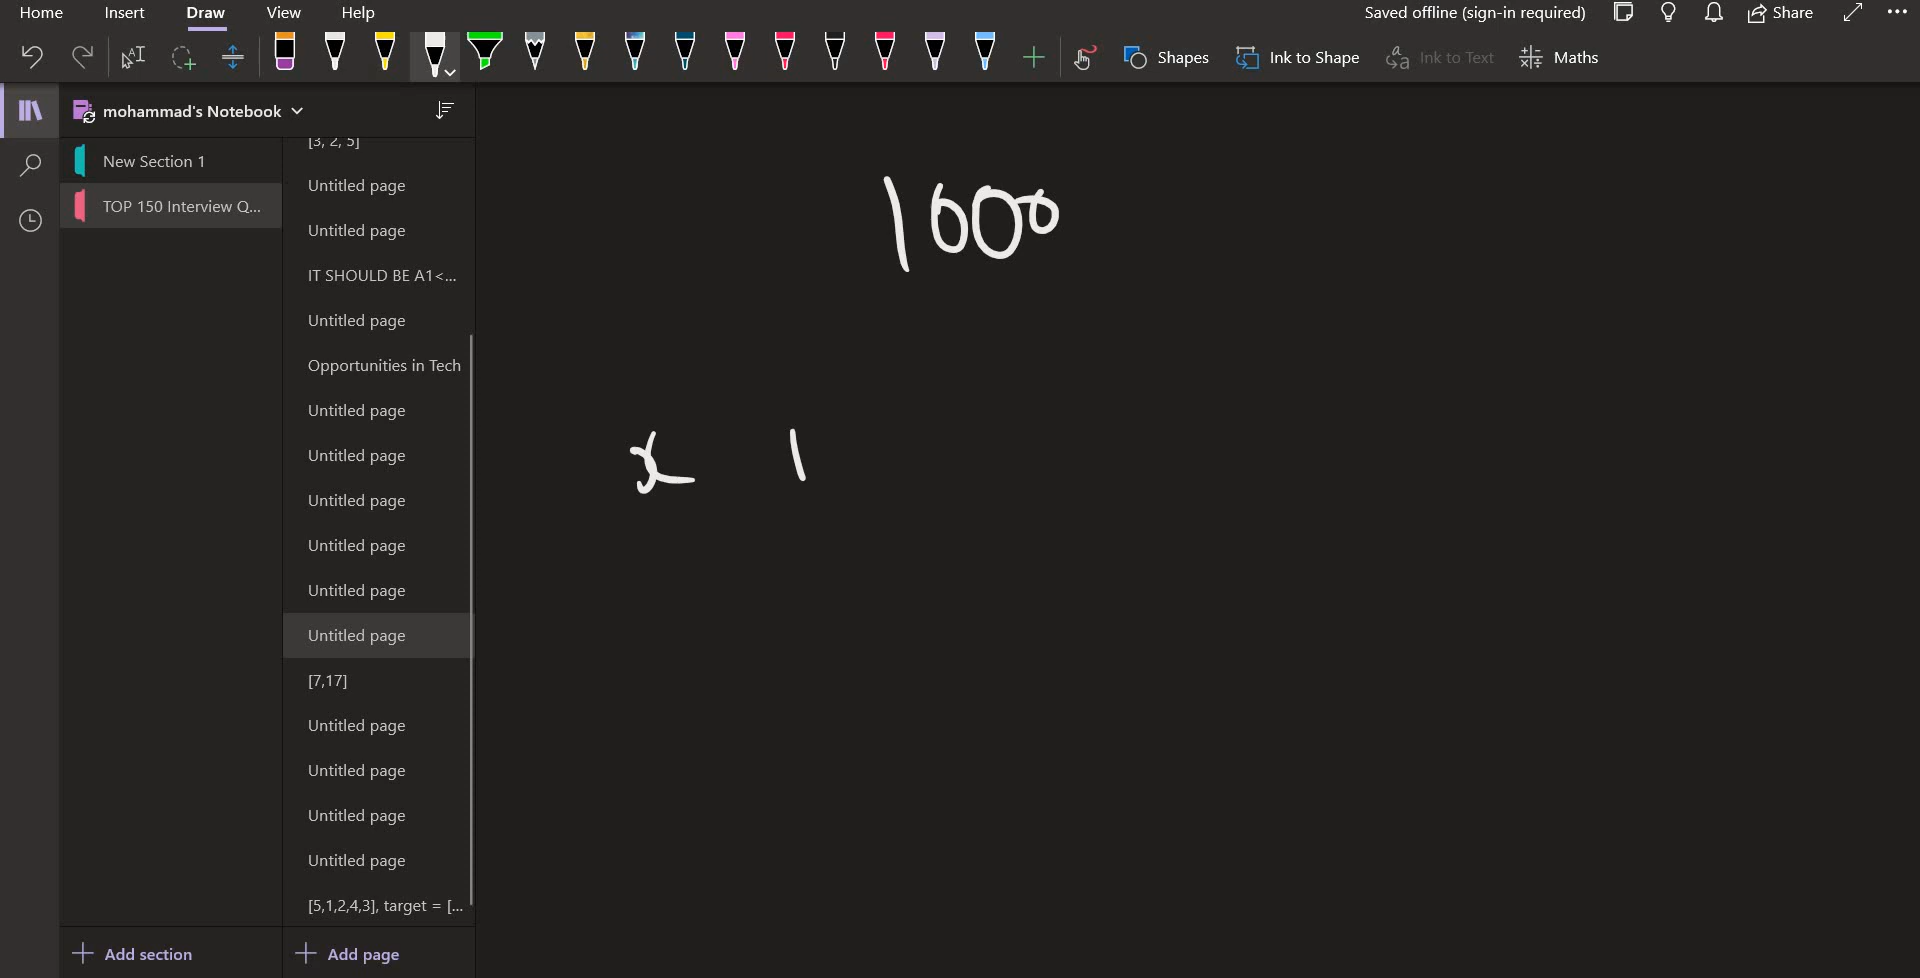 Home Insert Draw View Help Saved offline (sign-in required) Share
Shapes Ink to Shape Ink to Text Maths
mohammad's Notebook
New Section 1
TOP 150 Interview Q...
[3, 2, 5]
Untitled page
Untitled page
IT SHOULD BE A1<...
Untitled page
Opportunities in Tech
Untitled page
Untitled page
Untitled page
Untitled page
Untitled page
Untitled page
[7,17]
Untitled page
Untitled page
Untitled page
Untitled page
[5,1,2,4,3], target = [...
Add section
Add page
1000
x 1